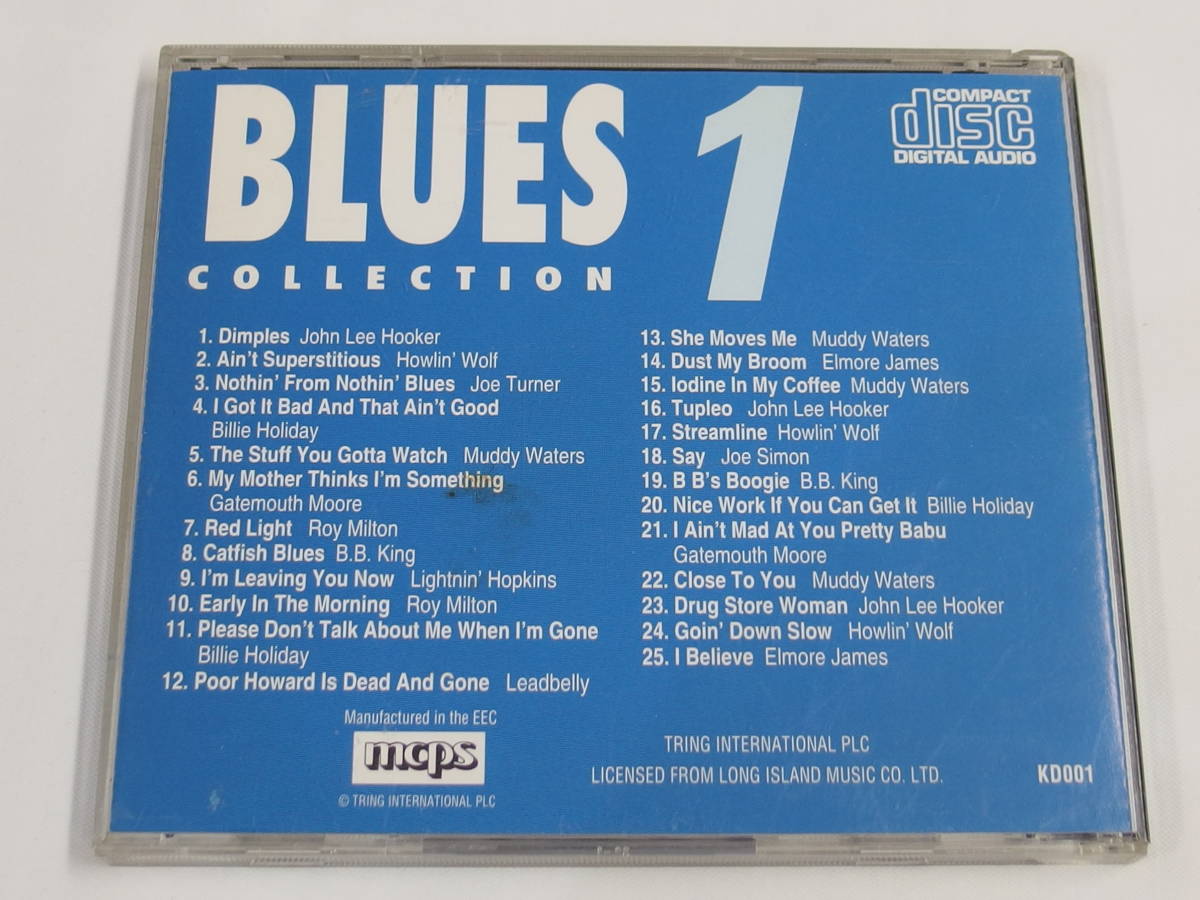 BLUES 1
COLLECTION
COMPACT
disc
DIGITAL AUDIO
1. Dimples John Lee Hooker
2. Ain't Superstitious Howlin' Wolf
3. Nothin' From Nothin' Blues Joe Turner
4. I Got It Bad And That Ain't Good
Billie Holiday
5. The Stuff You Gotta Watch Muddy Waters
6. My Mother Thinks I'm Something
Gatemouth Moore
7. Red Light Roy Milton
8. Catfish Blues B.B. King
9. I'm Leaving You Now Lightnin' Hopkins
10. Early In The Morning Roy Milton
11. Please Don't Talk About Me When I'm Gone
Billie Holiday
12. Poor Howard Is Dead And Gone Leadbelly
13. She Moves Me Muddy Waters
14. Dust My Broom Elmore James
15. Iodine In My Coffee Muddy Waters
16. Tupleo John Lee Hooker
17. Streamline Howlin' Wolf
18. Say Joe Simon
19. B B's Boogie B.B. King
20. Nice Work If You Can Get It Billie Holiday
21. I Ain't Mad At You Pretty Babu
Gatemouth Moore
22. Close To You Muddy Waters
23. Drug Store Woman John Lee Hooker
24. Goin' Down Slow Howlin' Wolf
25. I Believe Elmore James
Manufactured in the EEC
mcps
© TRING INTERNATIONAL PLC
TRING INTERNATIONAL PLC
LICENSED FROM LONG ISLAND MUSIC CO. LTD.
KD001